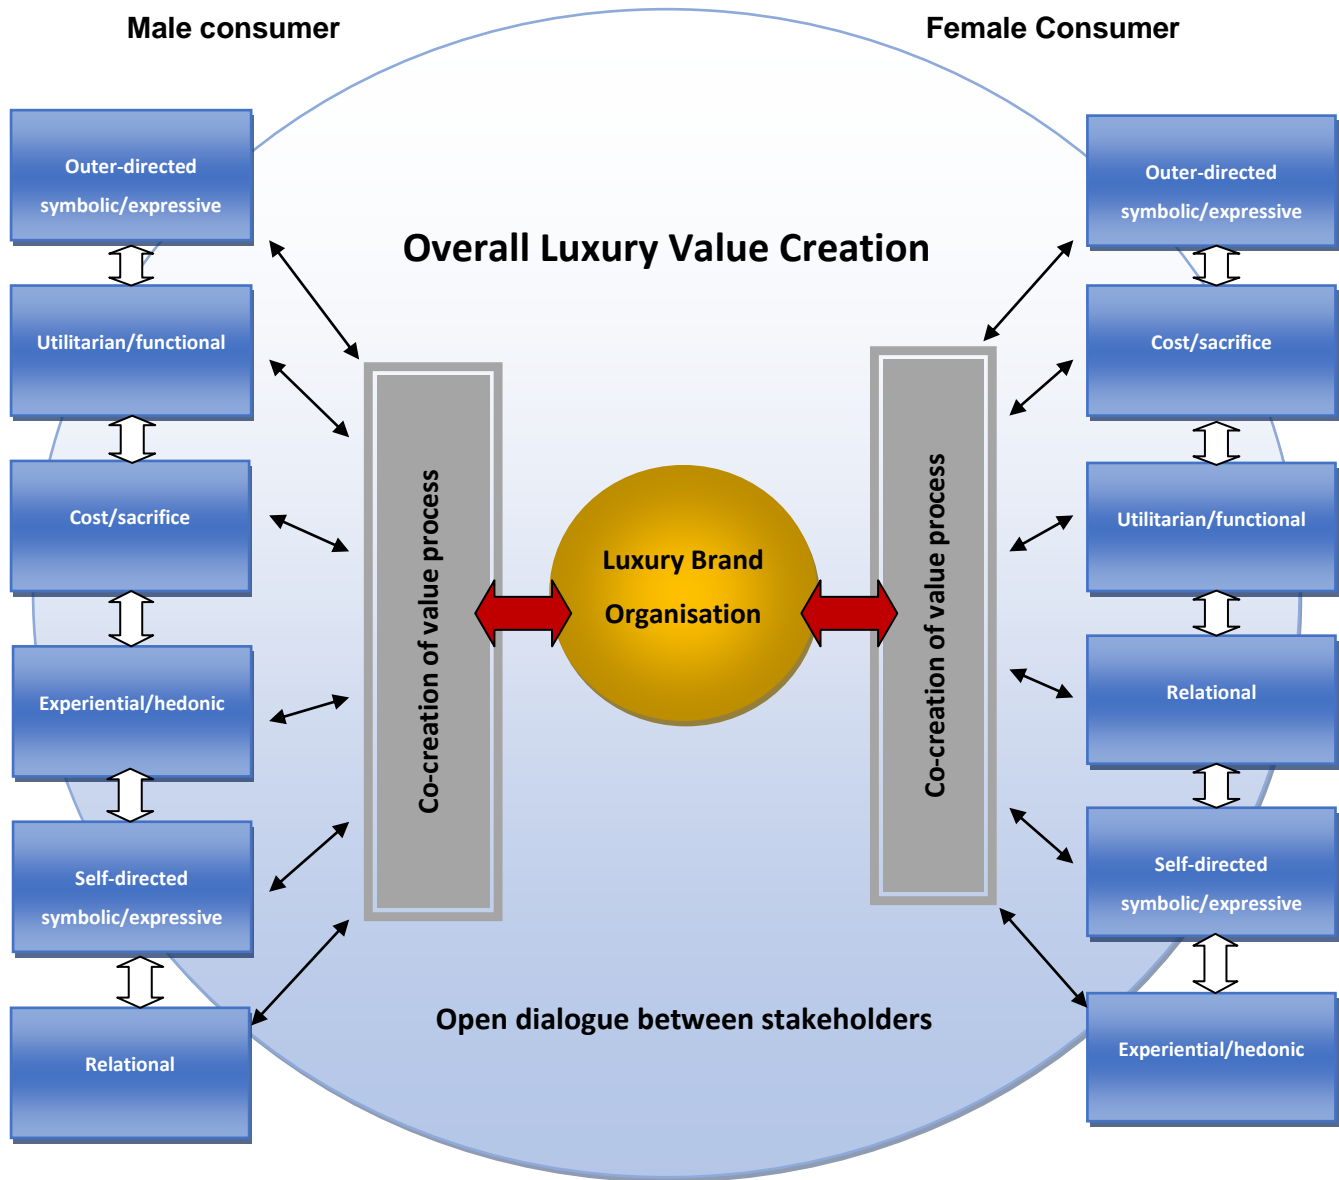 Male consumer
Female Consumer
Overall Luxury Value Creation
Outer-directed
symbolic/expressive
Utilitarian/functional
Cost/sacrifice
Experiential/hedonic
Self-directed
symbolic/expressive
Relational
Co-creation of value process
Luxury Brand
Organisation
Co-creation of value process
Outer-directed
symbolic/expressive
Cost/sacrifice
Utilitarian/functional
Relational
Self-directed
symbolic/expressive
Experiential/hedonic
Open dialogue between stakeholders